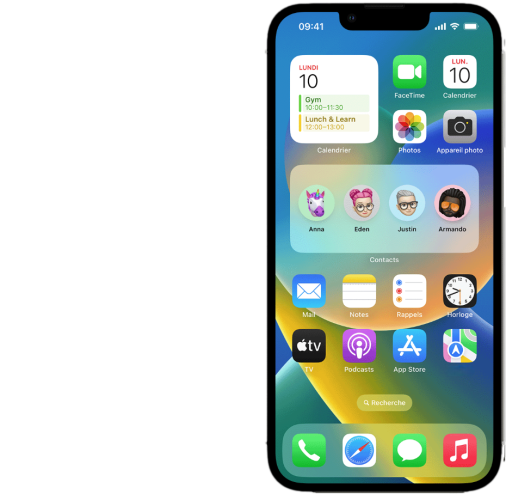 09:41
LUNDI
10
Gym
10:00–11:30
Lunch & Learn
12:00–13:00
Calendrier
FaceTime
LUN.
10
Calendrier
Photos
Appareil photo
Anna
Eden
Justin
Armando
Contacts
Mail
Notes
Rappels
Horloge
tv
TV
Podcasts
App Store
Recherche